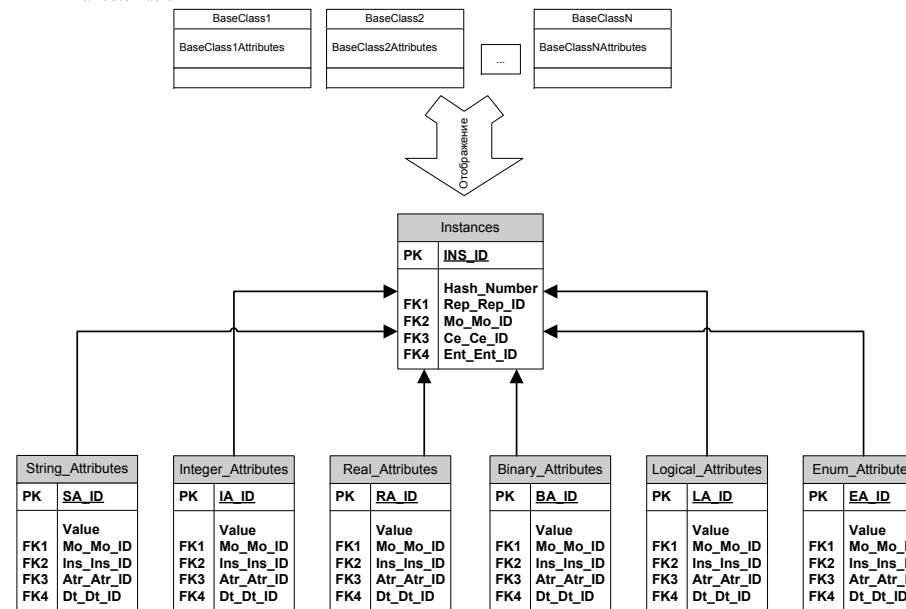 BaseClass1
BaseClass2
BaseClassN
BaseClass1Attributes
BaseClass2Attributes
...
BaseClassNAttributes
Отображение
Instances
PK INS_ID
Hash_Number
FK1 Rep_Rep_ID
FK2 Mo_Mo_ID
FK3 Ce_Ce_ID
FK4 Ent_Ent_ID
String_Attributes
PK SA_ID
Value
FK1 Mo_Mo_ID
FK2 Ins_Ins_ID
FK3 Atr_Atr_ID
FK4 Dt_Dt_ID
Integer_Attributes
PK IA_ID
Value
FK1 Mo_Mo_ID
FK2 Ins_Ins_ID
FK3 Atr_Atr_ID
FK4 Dt_Dt_ID
Real_Attributes
PK RA_ID
Value
FK1 Mo_Mo_ID
FK2 Ins_Ins_ID
FK3 Atr_Atr_ID
FK4 Dt_Dt_ID
Binary_Attributes
PK BA_ID
Value
FK1 Mo_Mo_ID
FK2 Ins_Ins_ID
FK3 Atr_Atr_ID
FK4 Dt_Dt_ID
Logical_Attributes
PK LA_ID
Value
FK1 Mo_Mo_ID
FK2 Ins_Ins_ID
FK3 Atr_Atr_ID
FK4 Dt_Dt_ID
Enum_Attribute
PK EA_ID
Value
FK1 Mo_Mo_I
FK2 Ins_Ins_I
FK3 Atr_Atr_I
FK4 Dt_Dt_ID